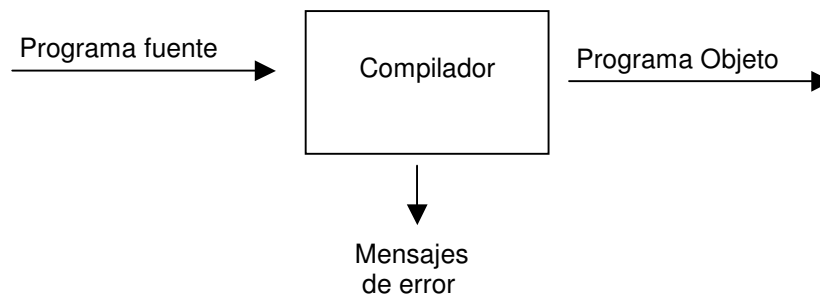 Programa fuente
Compilador
Programa Objeto
Mensajes
de error